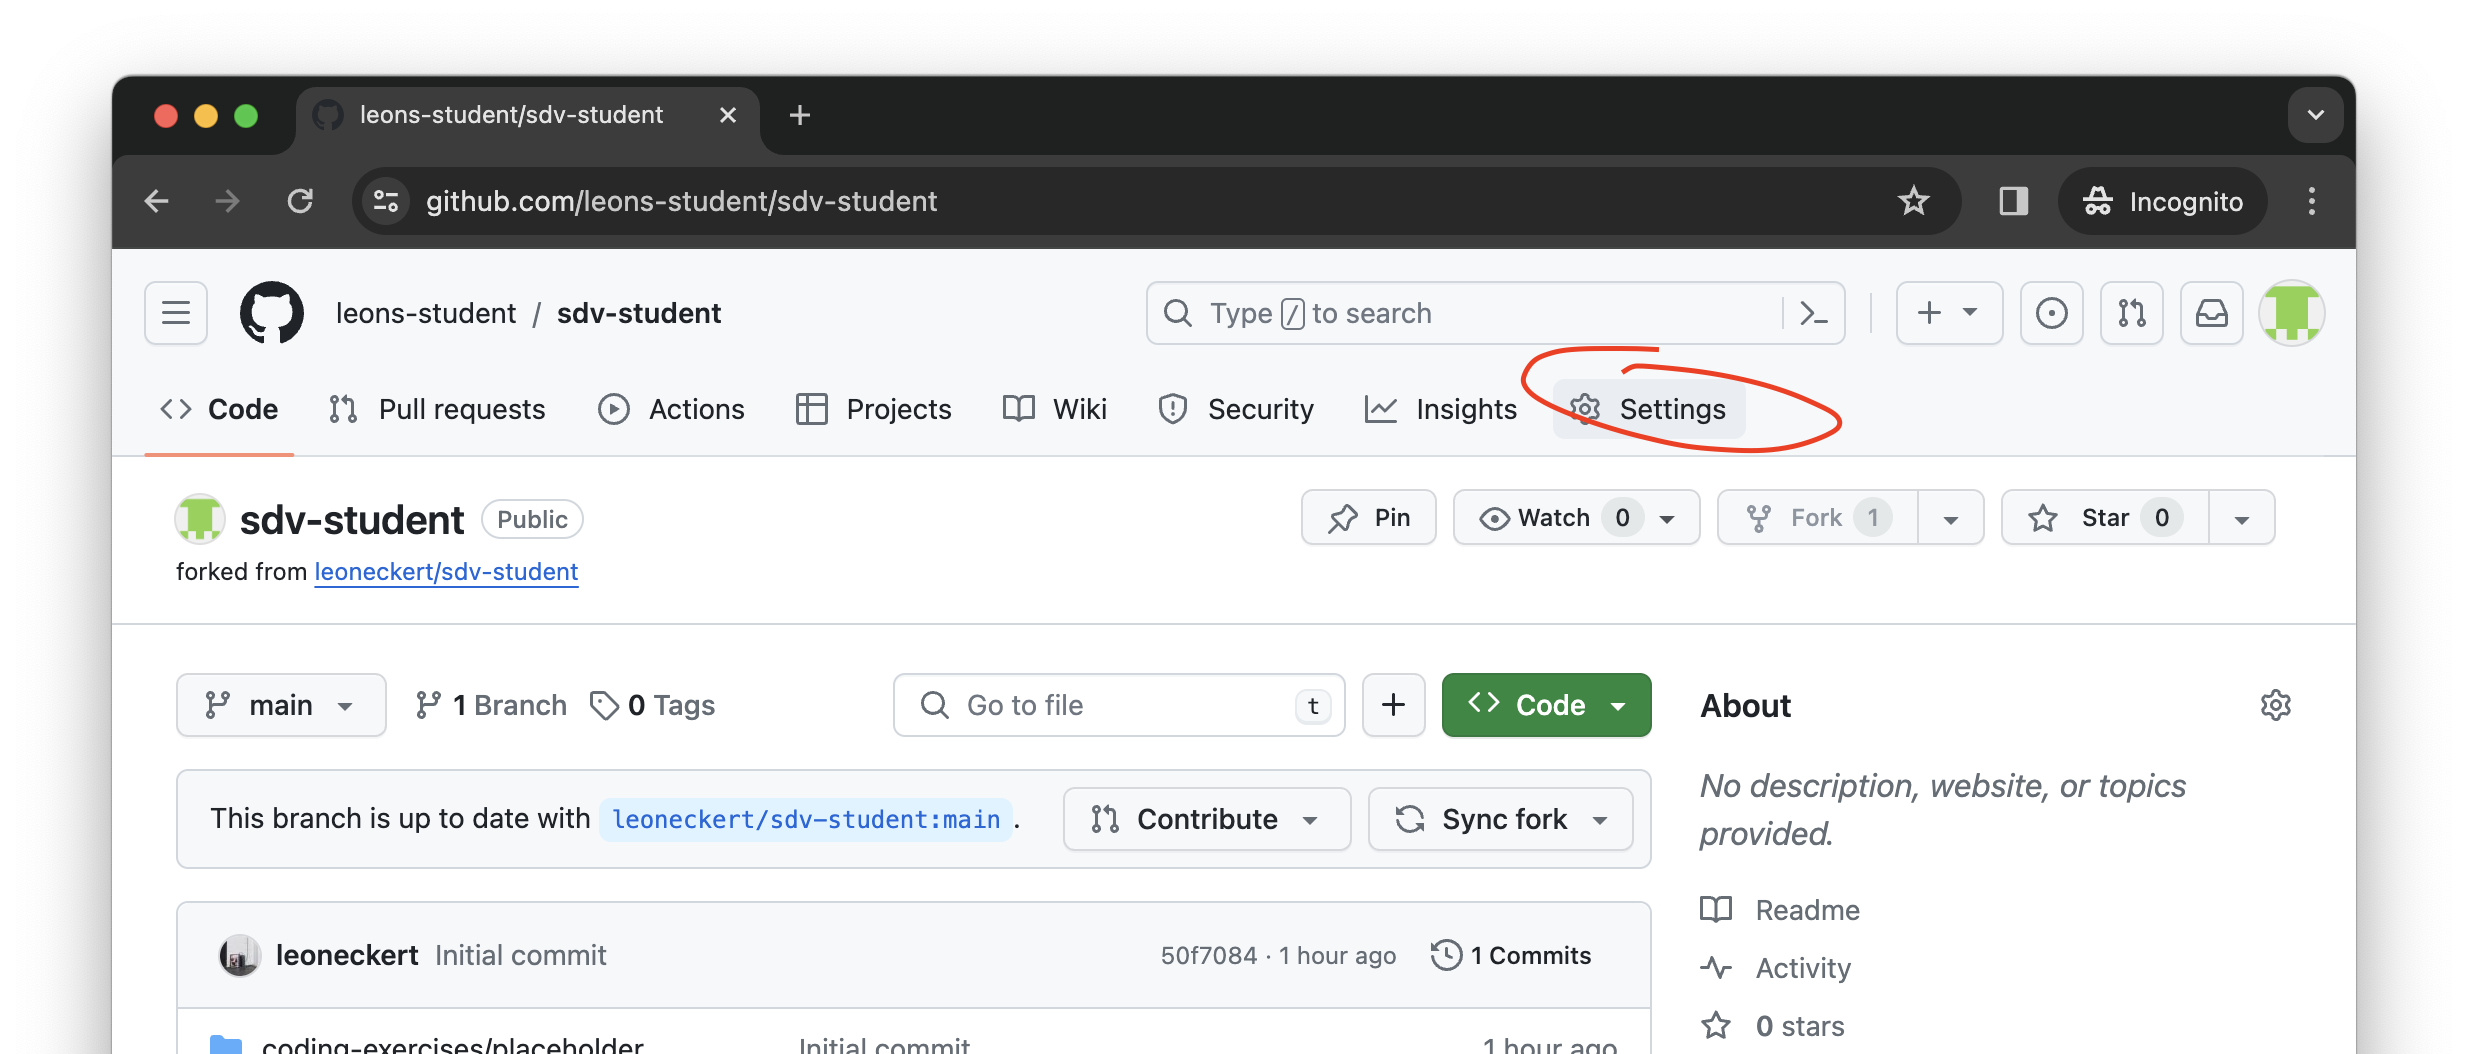 leons-student/sdv-student
github.com/leons-student/sdv-student
Incognito
leons-student / sdv-student
Type / to search
Code Pull requests Actions Projects Wiki Security Insights Settings
sdv-student Public
Pin Watch 0 Fork 1 Star 0
forked from leoneckert/sdv-student
main 1 Branch 0 Tags Go to file t Code
About
This branch is up to date with leoneckert/sdv-student:main . Contribute Sync fork
No description, website, or topics
provided.
Readme
leoneckert Initial commit 50f7084 · 1 hour ago 1 Commits
Activity
0 stars
coding-exercises/placeholder Initial commit 1 hour ago